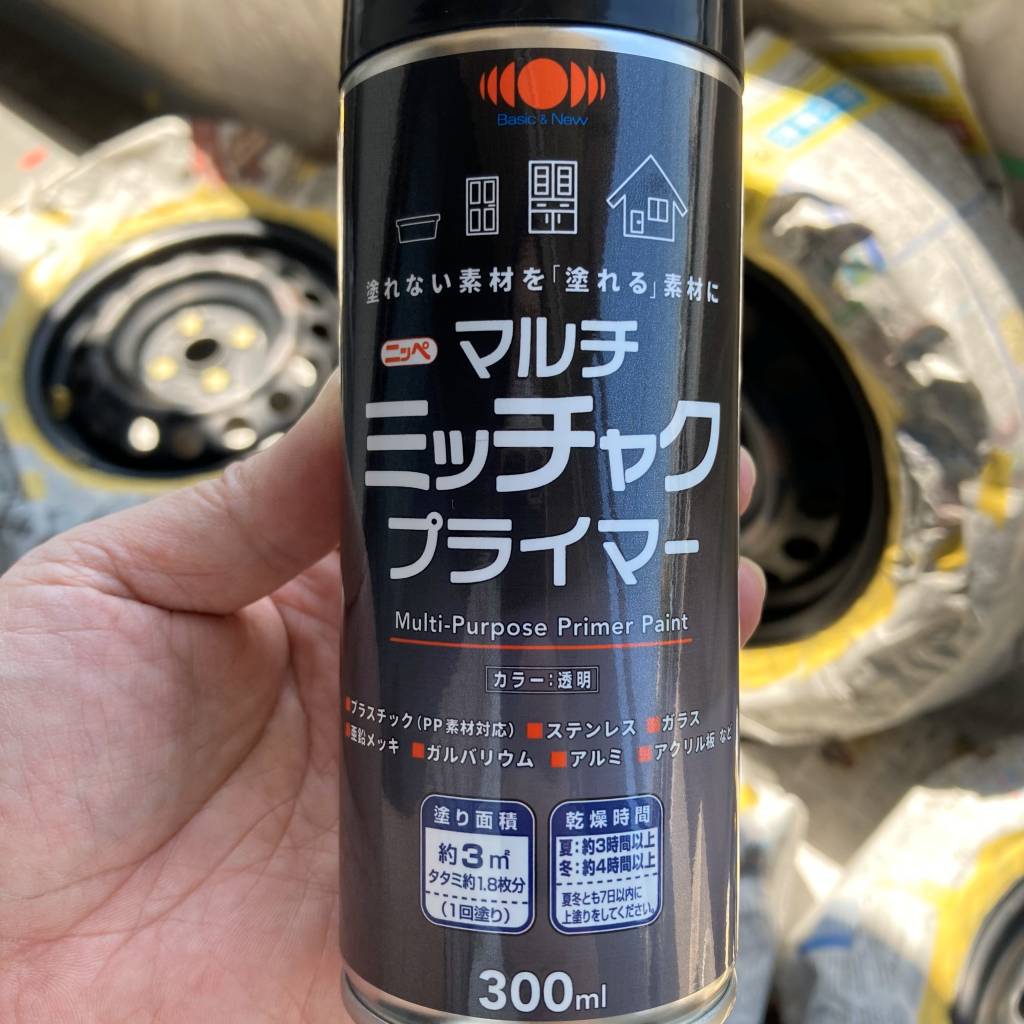 Basic & New
塗れない素材を「塗れる」素材に
ニッペ マルチ
ミッチャク
プライマー
Multi-Purpose Primer Paint
カラー:透明
■プラスチック(PP素材対応) ■ステンレス ■ガラス
■亜鉛メッキ ■ガルバリウム ■アルミ ■アクリル板 など
塗り面積
約3㎡
タタミ約1.8枚分
(1回塗り)
乾燥時間
夏:約3時間以上
冬:約4時間以上
夏冬とも7日以内に
上塗りをしてください。
300ml